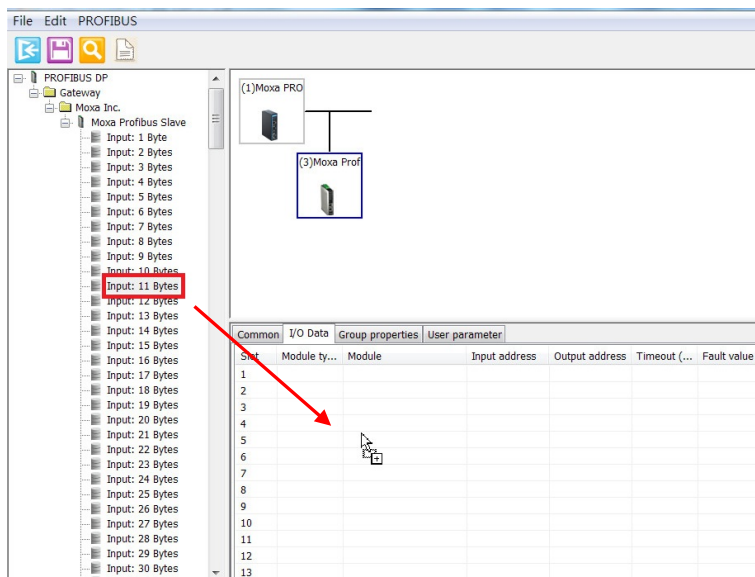 File Edit PROFIBUS
PROFIBUS DP
Gateway
Moxa Inc.
Moxa Profibus Slave
Input: 1 Byte
Input: 2 Bytes
Input: 3 Bytes
Input: 4 Bytes
Input: 5 Bytes
Input: 6 Bytes
Input: 7 Bytes
Input: 8 Bytes
Input: 9 Bytes
Input: 10 Bytes
Input: 11 Bytes
Input: 12 Bytes
Input: 13 Bytes
Input: 14 Bytes
Input: 15 Bytes
Input: 16 Bytes
Input: 17 Bytes
Input: 18 Bytes
Input: 19 Bytes
Input: 20 Bytes
Input: 21 Bytes
Input: 22 Bytes
Input: 23 Bytes
Input: 24 Bytes
Input: 25 Bytes
Input: 26 Bytes
Input: 27 Bytes
Input: 28 Bytes
Input: 29 Bytes
Input: 30 Bytes
(1)Moxa PRO
(3)Moxa Prof
Common I/O Data Group properties User parameter
Slot Module ty... Module Input address Output address Timeout (... Fault value
1
2
3
4
5
6
7
8
9
10
11
12
13